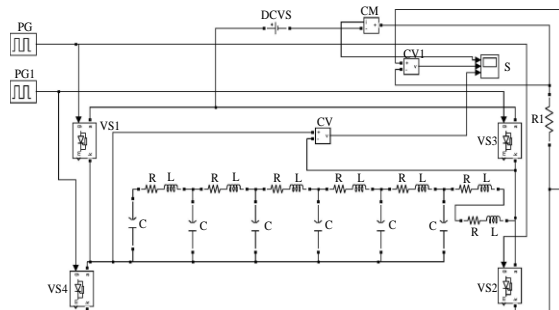 PG
DCVS
CM
CV1
S
PG1
R1
VS1
CV
VS3
R L R L R L R L R L R L
C C C C C C
R L
VS4
VS2